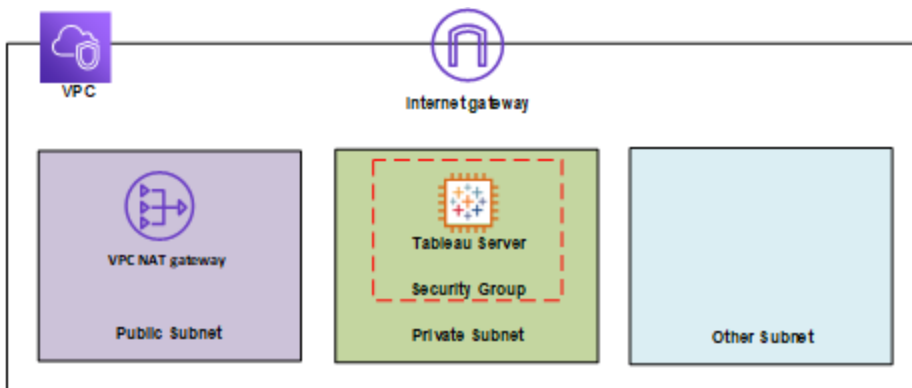 VPC
Internet gateway
VPC NAT gateway
Public Subnet
Tableau Server
Security Group
Private Subnet
Other Subnet